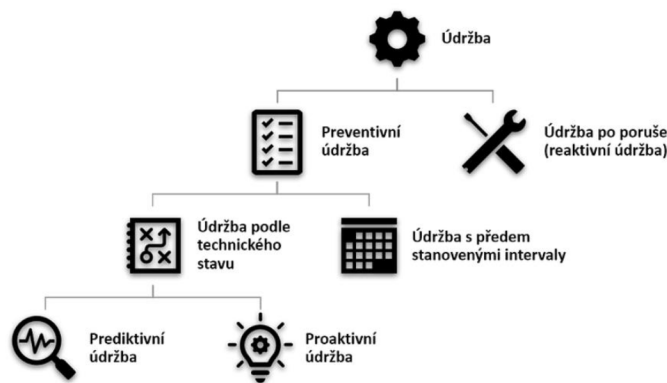 Údržba
Preventivní
údržba
Údržba po poruše
(reaktivní údržba)
Údržba podle
technického
stavu
Údržba s předem
stanovenými intervaly
Prediktivní
údržba
Proaktivní
údržba